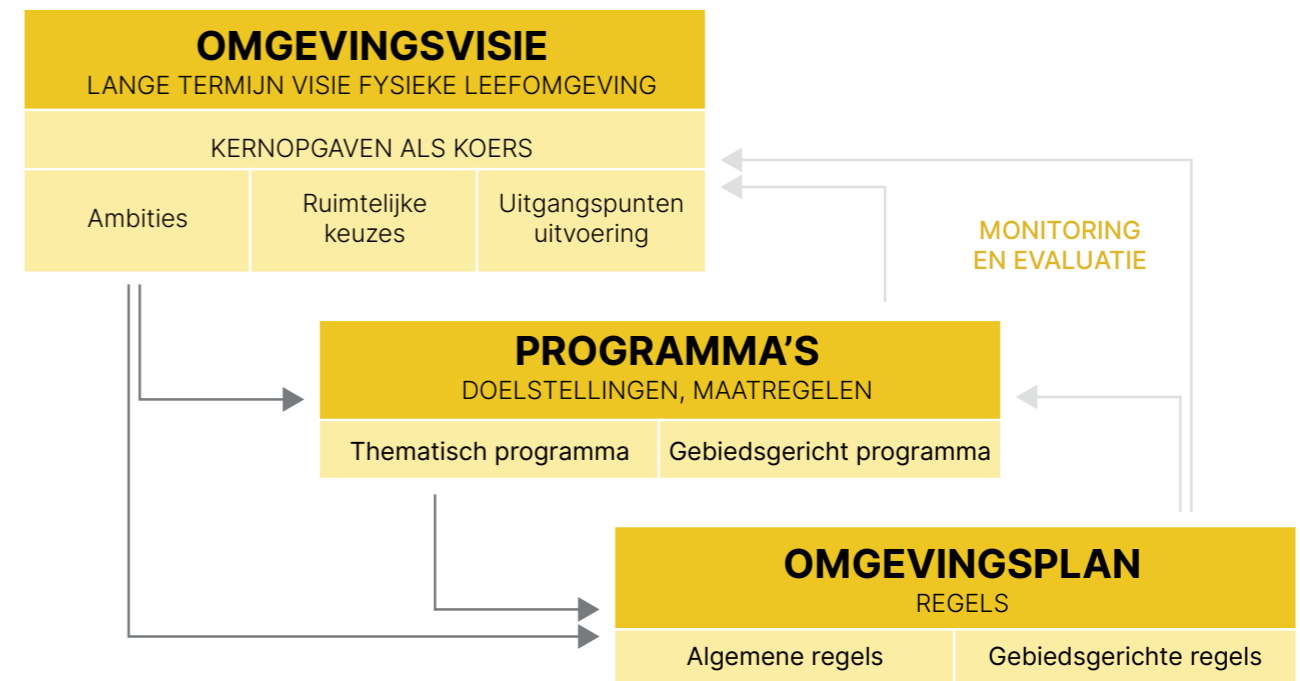 OMGEVINGSVISIE
LANGE TERMIJN VISIE FYSIEKE LEEFOMGEVING
KERNOPGAVEN ALS KOERS
Ambities
Ruimtelijke
keuzes
Uitgangspunten
uitvoering
MONITORING
EN EVALUATIE
PROGRAMMA’S
DOELSTELLINGEN, MAATREGELEN
Thematisch programma
Gebiedsgericht programma
OMGEVINGSPLAN
REGELS
Algemene regels
Gebiedsgerichte regels